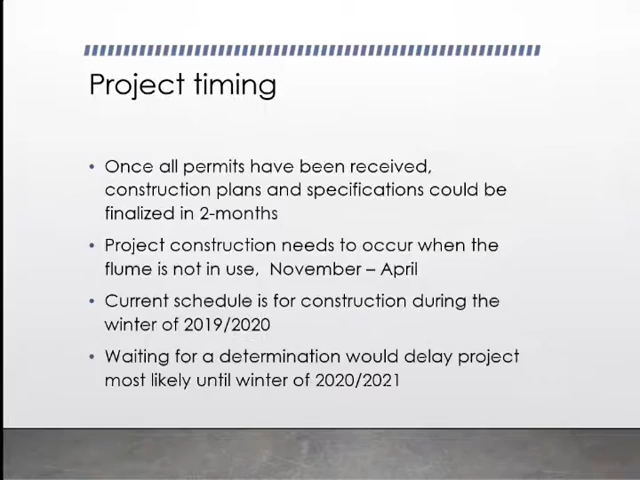 Project timing
• Once all permits have been received,
construction plans and specifications could be
finalized in 2-months
• Project construction needs to occur when the
flume is not in use, November – April
• Current schedule is for construction during the
winter of 2019/2020
• Waiting for a determination would delay project
most likely until winter of 2020/2021